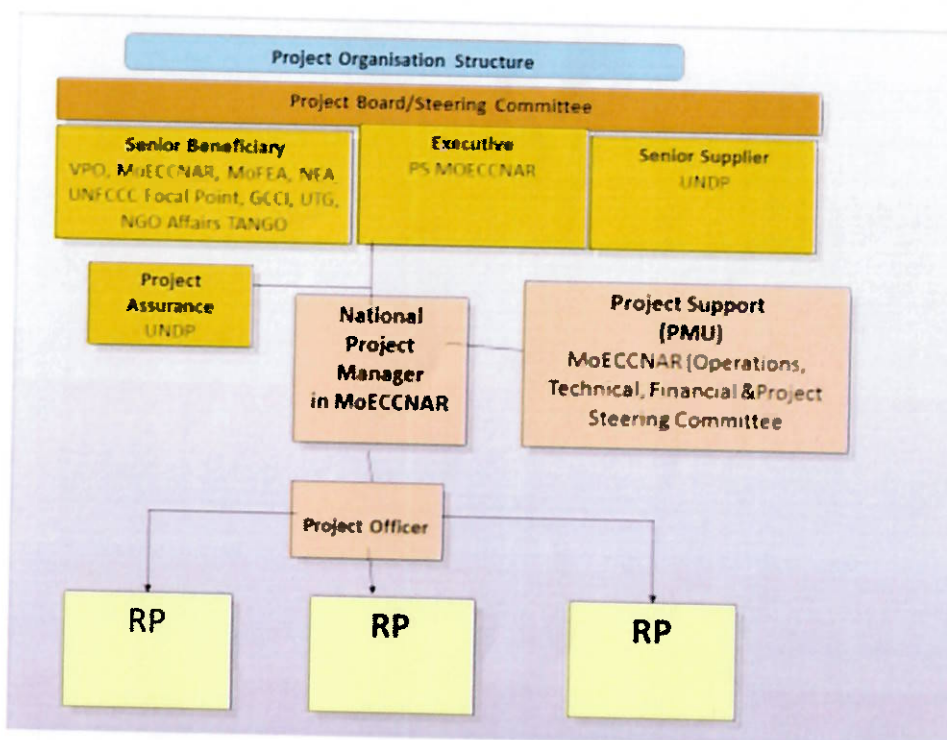 Project Organisation Structure
Project Board/Steering Committee
Senior Beneficiary
VPO, MoECCNAR, MoFEA, NEA,
UNFCCC Focal Point, GCCI, UTG,
NGO Affairs TANGO
Executive
PS MOECCNAR
Senior Supplier
UNDP
Project
Assurance
UNDP
National
Project
Manager
in MoECCNAR
Project Support
(PMU)
MoECCNAR (Operations,
Technical, Financial &Project
Steering Committee
Project Officer
RP
RP
RP